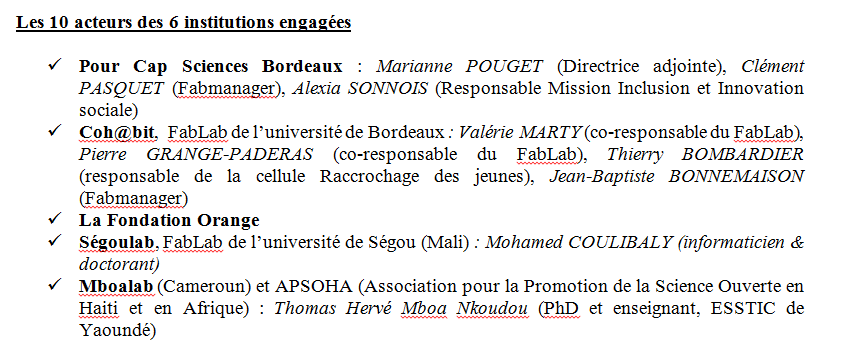 Les 10 acteurs des 6 institutions engagées
✓ Pour Cap Sciences Bordeaux : Marianne POUGET (Directrice adjointe), Clément
PASQUET (Fabmanager), Alexia SONNOIS (Responsable Mission Inclusion et Innovation
sociale)
✓ Coh@bit, FabLab de l’université de Bordeaux : Valérie MARTY (co-responsable du FabLab),
Pierre GRANGE-PADERAS (co-responsable du FabLab), Thierry BOMBARDIER
(responsable de la cellule Raccrochage des jeunes), Jean-Baptiste BONNEMAISON
(Fabmanager)
✓ La Fondation Orange
✓ Ségoulab, FabLab de l’université de Ségou (Mali) : Mohamed COULIBALY (informaticien &
doctorant)
✓ Mboalab (Cameroun) et APSOHA (Association pour la Promotion de la Science Ouverte en
Haiti et en Afrique) : Thomas Hervé Mboa Nkoudou (PhD et enseignant, ESSTIC de
Yaoundé)